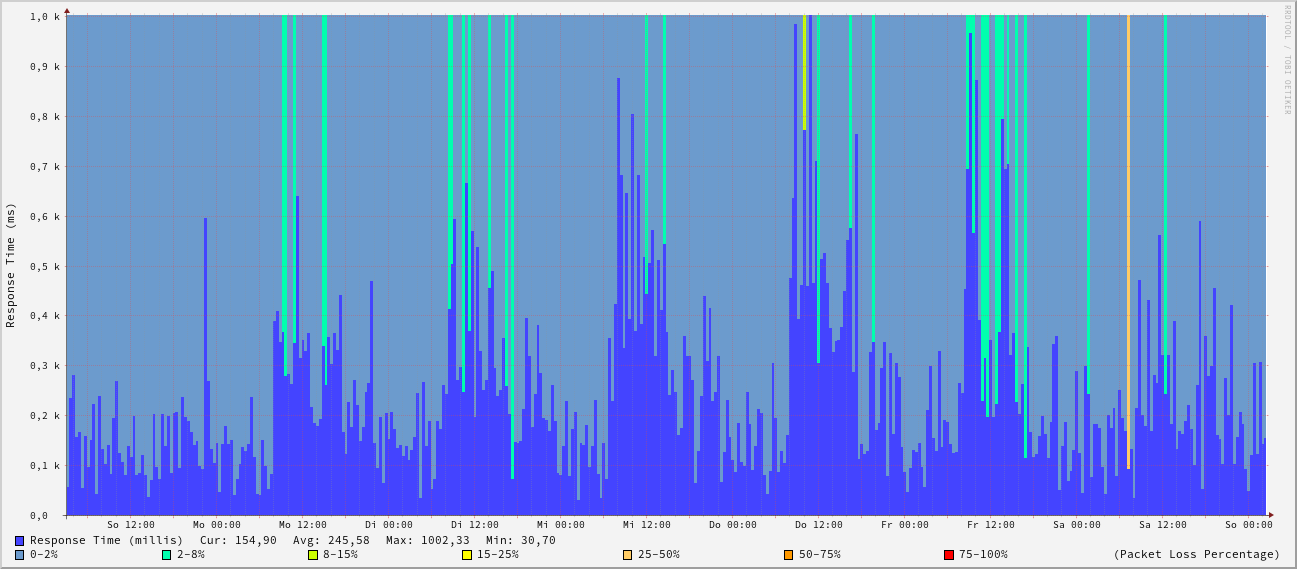 RRDTOOL / TOBI OETIKER
Response Time (ms)
1,0 k
0,9 k
0,8 k
0,7 k
0,6 k
0,5 k
0,4 k
0,3 k
0,2 k
0,1 k
0,0
So 12:00 Mo 00:00 Mo 12:00 Di 00:00 Di 12:00 Mi 00:00 Mi 12:00 Do 00:00 Do 12:00 Fr 00:00 Fr 12:00 Sa 00:00 Sa 12:00 So 00:00
Response Time (millis) Cur: 154,90 Avg: 245,58 Max: 1002,33 Min: 30,70
0-2% 2-8% 8-15% 15-25% 25-50% 50-75% 75-100% (Packet Loss Percentage)